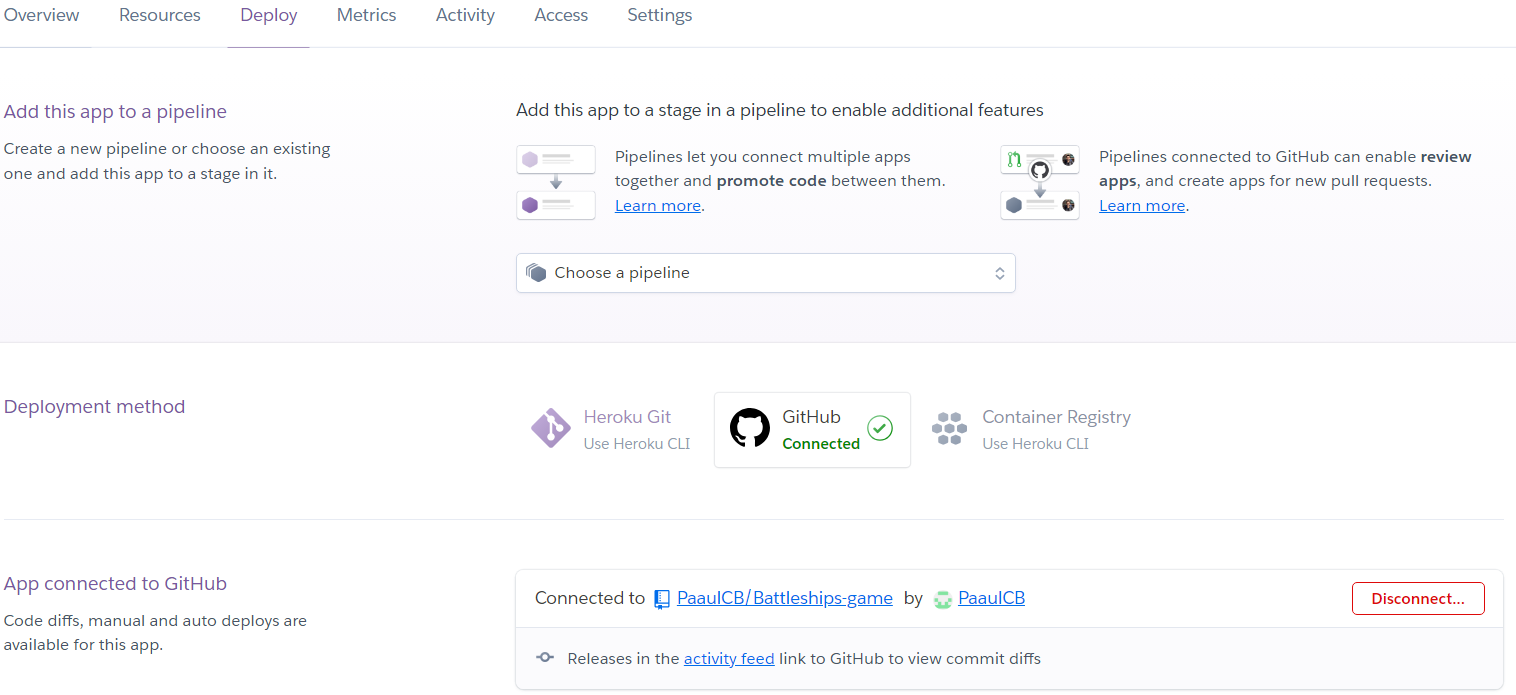 Overview Resources Deploy Metrics Activity Access Settings
Add this app to a pipeline
Create a new pipeline or choose an existing
one and add this app to a stage in it.
Add this app to a stage in a pipeline to enable additional features
Pipelines let you connect multiple apps
together and promote code between them.
Learn more.
Pipelines connected to GitHub can enable review
apps, and create apps for new pull requests.
Learn more.
Choose a pipeline
Deployment method
Heroku Git
Use Heroku CLI
GitHub
Connected
Container Registry
Use Heroku CLI
App connected to GitHub
Code diffs, manual and auto deploys are
available for this app.
Connected to PaaulCB/Battleships-game by PaaulCB
Disconnect...
Releases in the activity feed link to GitHub to view commit diffs